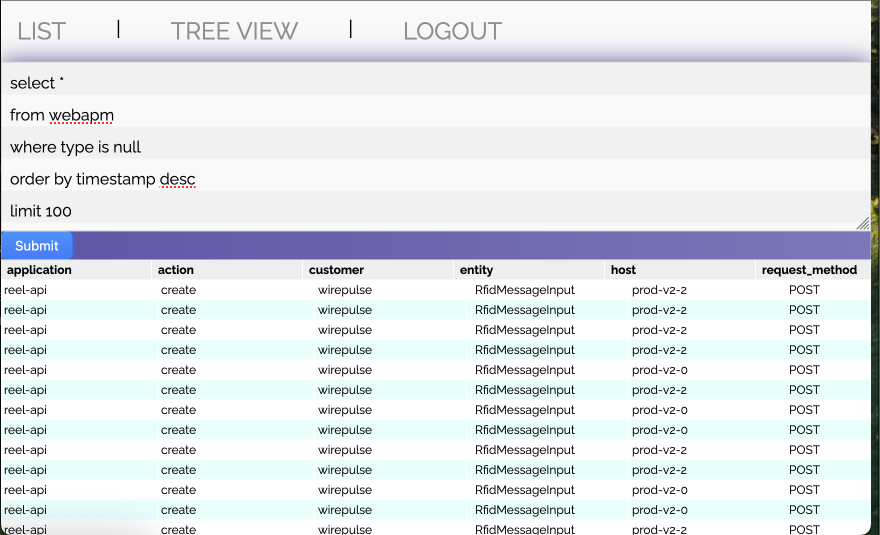 LIST | TREE VIEW | LOGOUT
select *
from webapm
where type is null
order by timestamp desc
limit 100
Submit
application action customer entity host request_method
reel-api create wirepulse RfidMessageInput prod-v2-2 POST
reel-api create wirepulse RfidMessageInput prod-v2-2 POST
reel-api create wirepulse RfidMessageInput prod-v2-2 POST
reel-api create wirepulse RfidMessageInput prod-v2-2 POST
reel-api create wirepulse RfidMessageInput prod-v2-0 POST
reel-api create wirepulse RfidMessageInput prod-v2-2 POST
reel-api create wirepulse RfidMessageInput prod-v2-0 POST
reel-api create wirepulse RfidMessageInput prod-v2-0 POST
reel-api create wirepulse RfidMessageInput prod-v2-2 POST
reel-api create wirepulse RfidMessageInput prod-v2-2 POST
reel-api create wirepulse RfidMessageInput prod-v2-0 POST
reel-api create wirepulse RfidMessageInput prod-v2-0 POST
reel-api create wirepulse RfidMessageInput prod-v2-2 POST